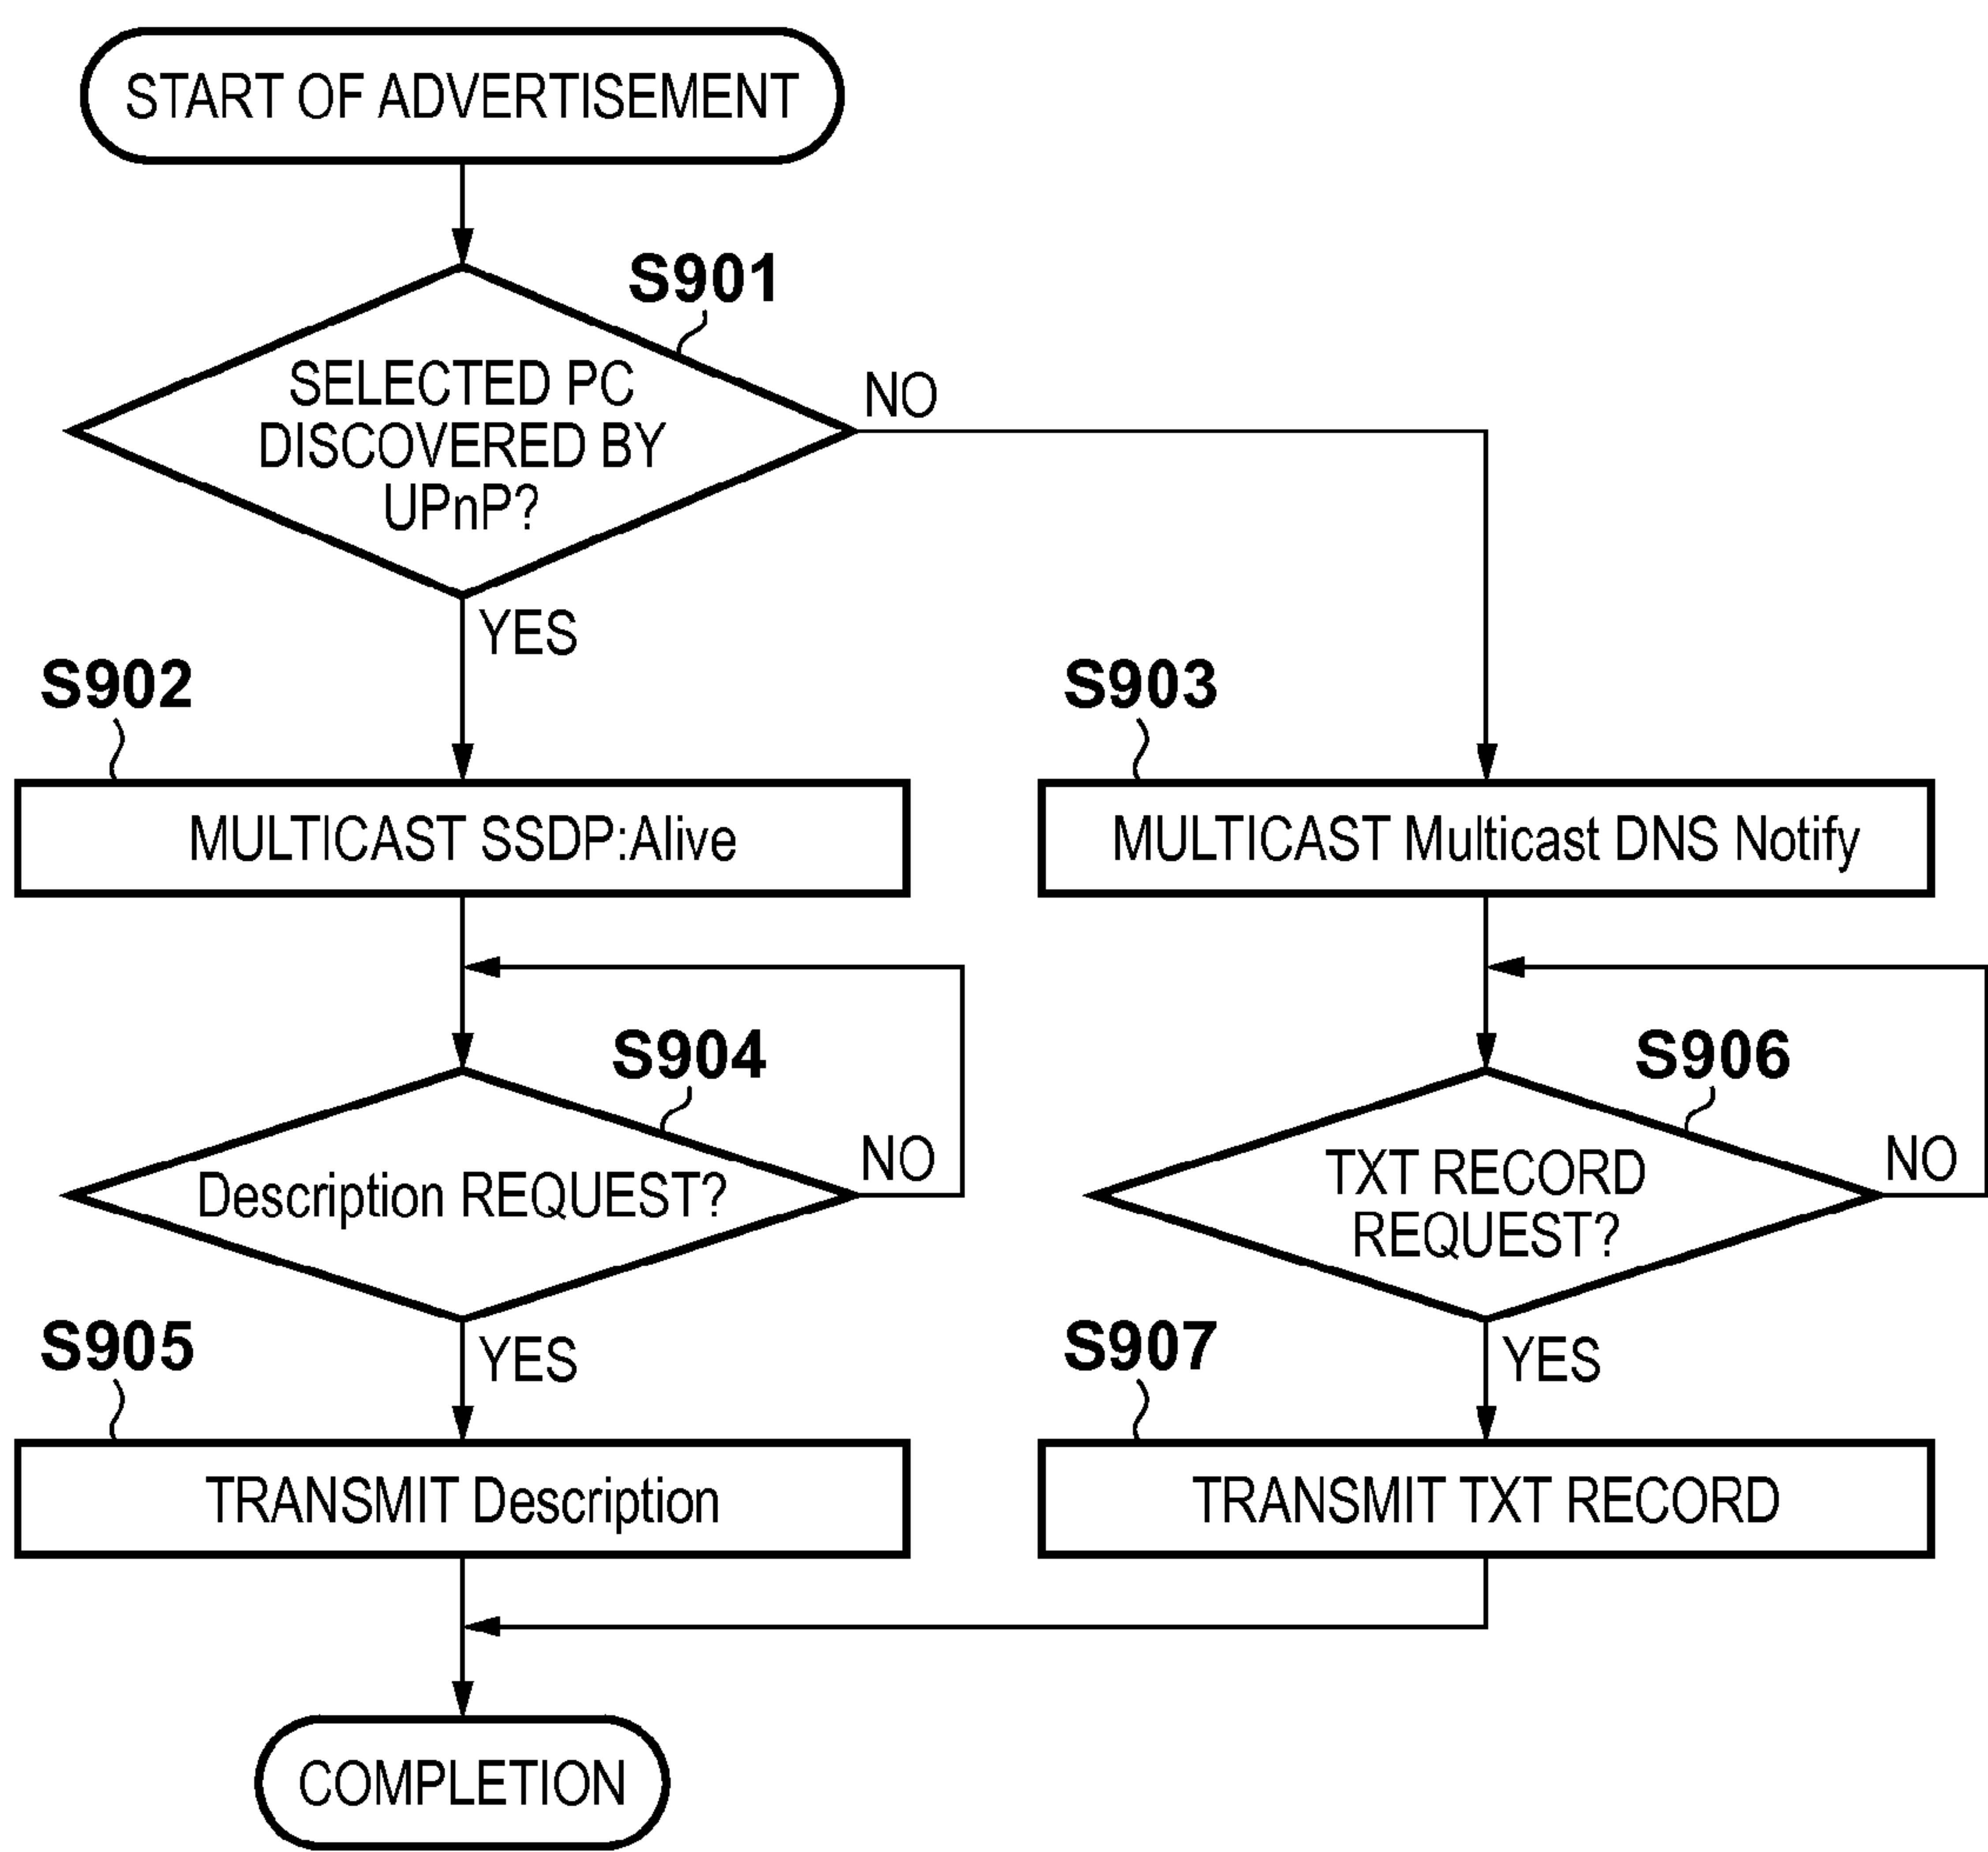 START OF ADVERTISEMENT
S901
SELECTED PC
DISCOVERED BY
UPnP?
NO
YES
S902
MULTICAST SSDP:Alive
S903
MULTICAST Multicast DNS Notify
S904
Description REQUEST?
NO
YES
S906
TXT RECORD
REQUEST?
NO
YES
S905
TRANSMIT Description
S907
TRANSMIT TXT RECORD
COMPLETION